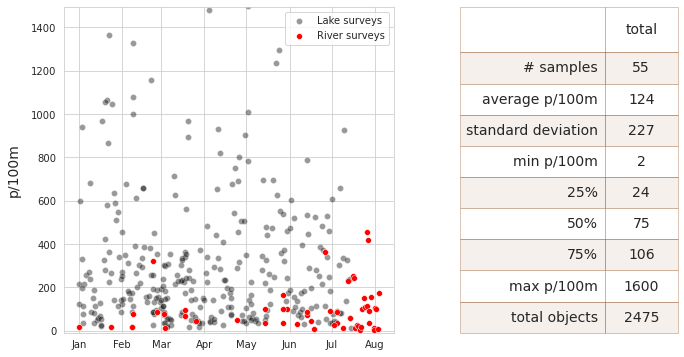 p/100m
1400
1200
1000
800
600
400
200
0
Jan Feb Mar Apr May Jun Jul Aug
Lake surveys
River surveys
total
# samples 55
average p/100m 124
standard deviation 227
min p/100m 2
25% 24
50% 75
75% 106
max p/100m 1600
total objects 2475